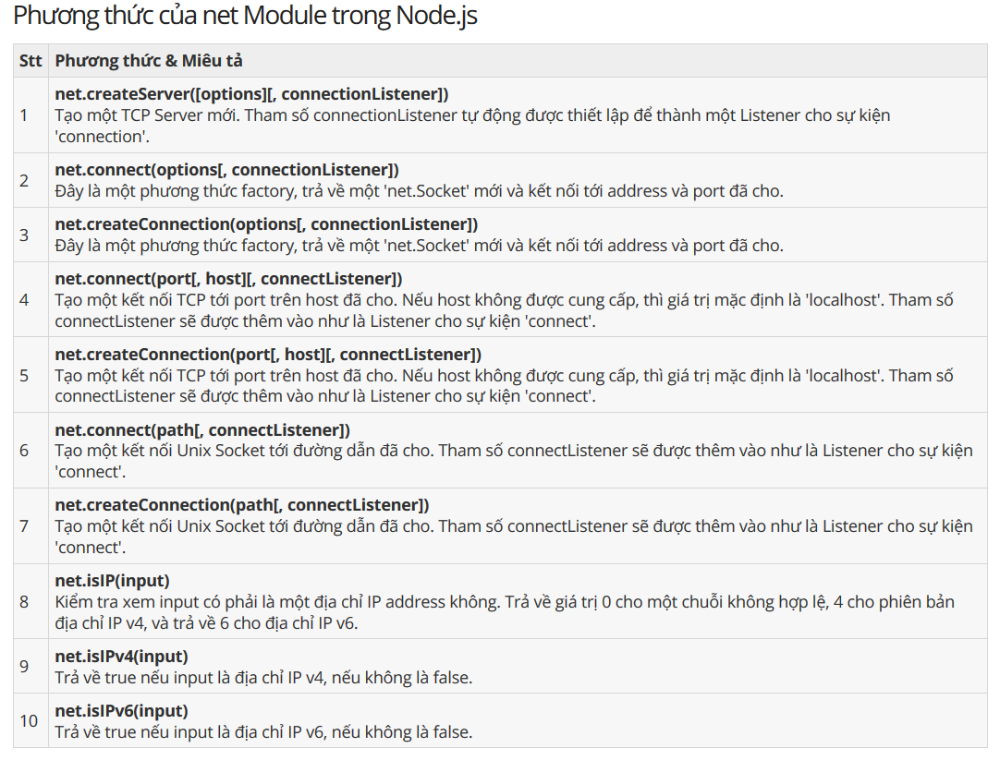 Phương thức của net Module trong Node.js
Stt Phương thức & Miêu tả
1
net.createServer([options][, connectionListener])
Tạo một TCP Server mới. Tham số connectionListener tự động được thiết lập để thành một Listener cho sự kiện
'connection'.
2
net.connect(options[, connectionListener])
Đây là một phương thức factory, trả về một 'net.Socket' mới và kết nối tới address và port đã cho.
3
net.createConnection(options[, connectionListener])
Đây là một phương thức factory, trả về một 'net.Socket' mới và kết nối tới address và port đã cho.
4
net.connect(port[, host][, connectListener])
Tạo một kết nối TCP tới port trên host đã cho. Nếu host không được cung cấp, thì giá trị mặc định là 'localhost'. Tham số
connectListener sẽ được thêm vào như là Listener cho sự kiện 'connect'.
5
net.createConnection(port[, host][, connectListener])
Tạo một kết nối TCP tới port trên host đã cho. Nếu host không được cung cấp, thì giá trị mặc định là 'localhost'. Tham số
connectListener sẽ được thêm vào như là Listener cho sự kiện 'connect'.
6
net.connect(path[, connectListener])
Tạo một kết nối Unix Socket tới đường dẫn đã cho. Tham số connectListener sẽ được thêm vào như là Listener cho sự kiện
'connect'.
7
net.createConnection(path[, connectListener])
Tạo một kết nối Unix Socket tới đường dẫn đã cho. Tham số connectListener sẽ được thêm vào như là Listener cho sự kiện
'connect'.
8
net.isIP(input)
Kiểm tra xem input có phải là một địa chỉ IP address không. Trả về giá trị 0 cho một chuỗi không hợp lệ, 4 cho phiên bản
địa chỉ IP v4, và trả về 6 cho địa chỉ IP v6.
9
net.isIPv4(input)
Trả về true nếu input là địa chỉ IP v4, nếu không là false.
10
net.isIPv6(input)
Trả về true nếu input là địa chỉ IP v6, nếu không là false.